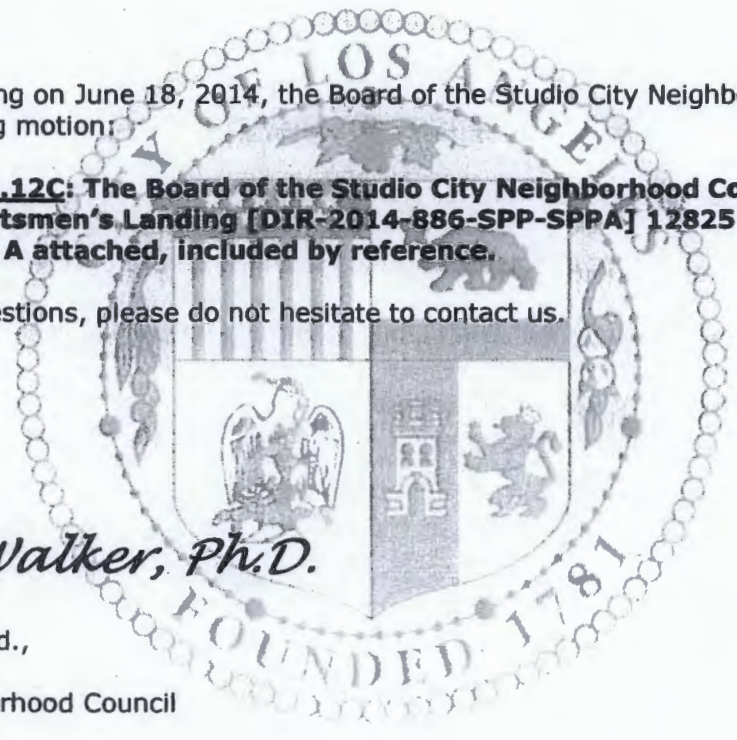 ng on June 18, 2014, the Board of the Studio City Neighb
g motion:
.12C: The Board of the Studio City Neighborhood Co
tsmen's Landing [DIR-2014-886-SPP-SPPA] 12825
A attached, included by reference.
estions, please do not hesitate to contact us.
Walker, Ph.D.
d.,
rhood Council
CITY OF LOS ANGELES
FOUNDED 1781